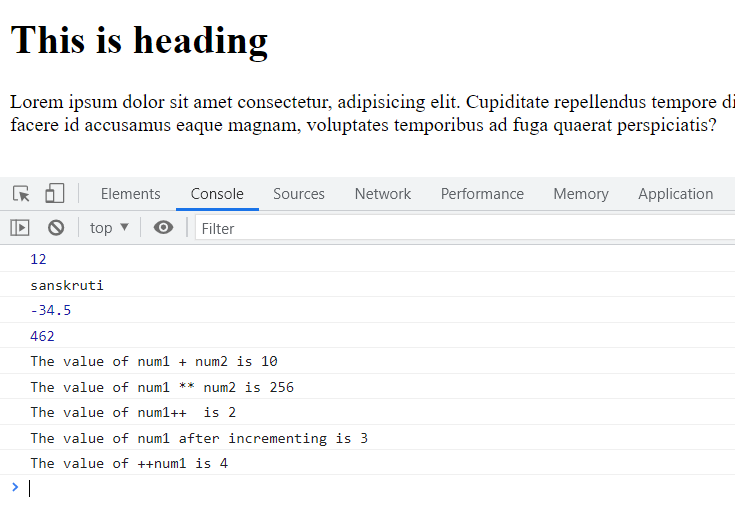 This is heading
Lorem ipsum dolor sit amet consectetur, adipisicing elit. Cupiditate repellendus tempore
facere id accusamus eaque magnam, voluptates temporibus ad fuga quaerat perspiciatis?
Elements Console Sources Network Performance Memory Application
top Filter
12
sanskruti
-34.5
462
The value of num1 + num2 is 10
The value of num1 ** num2 is 256
The value of num1++  is 2
The value of num1 after incrementing is 3
The value of ++num1 is 4